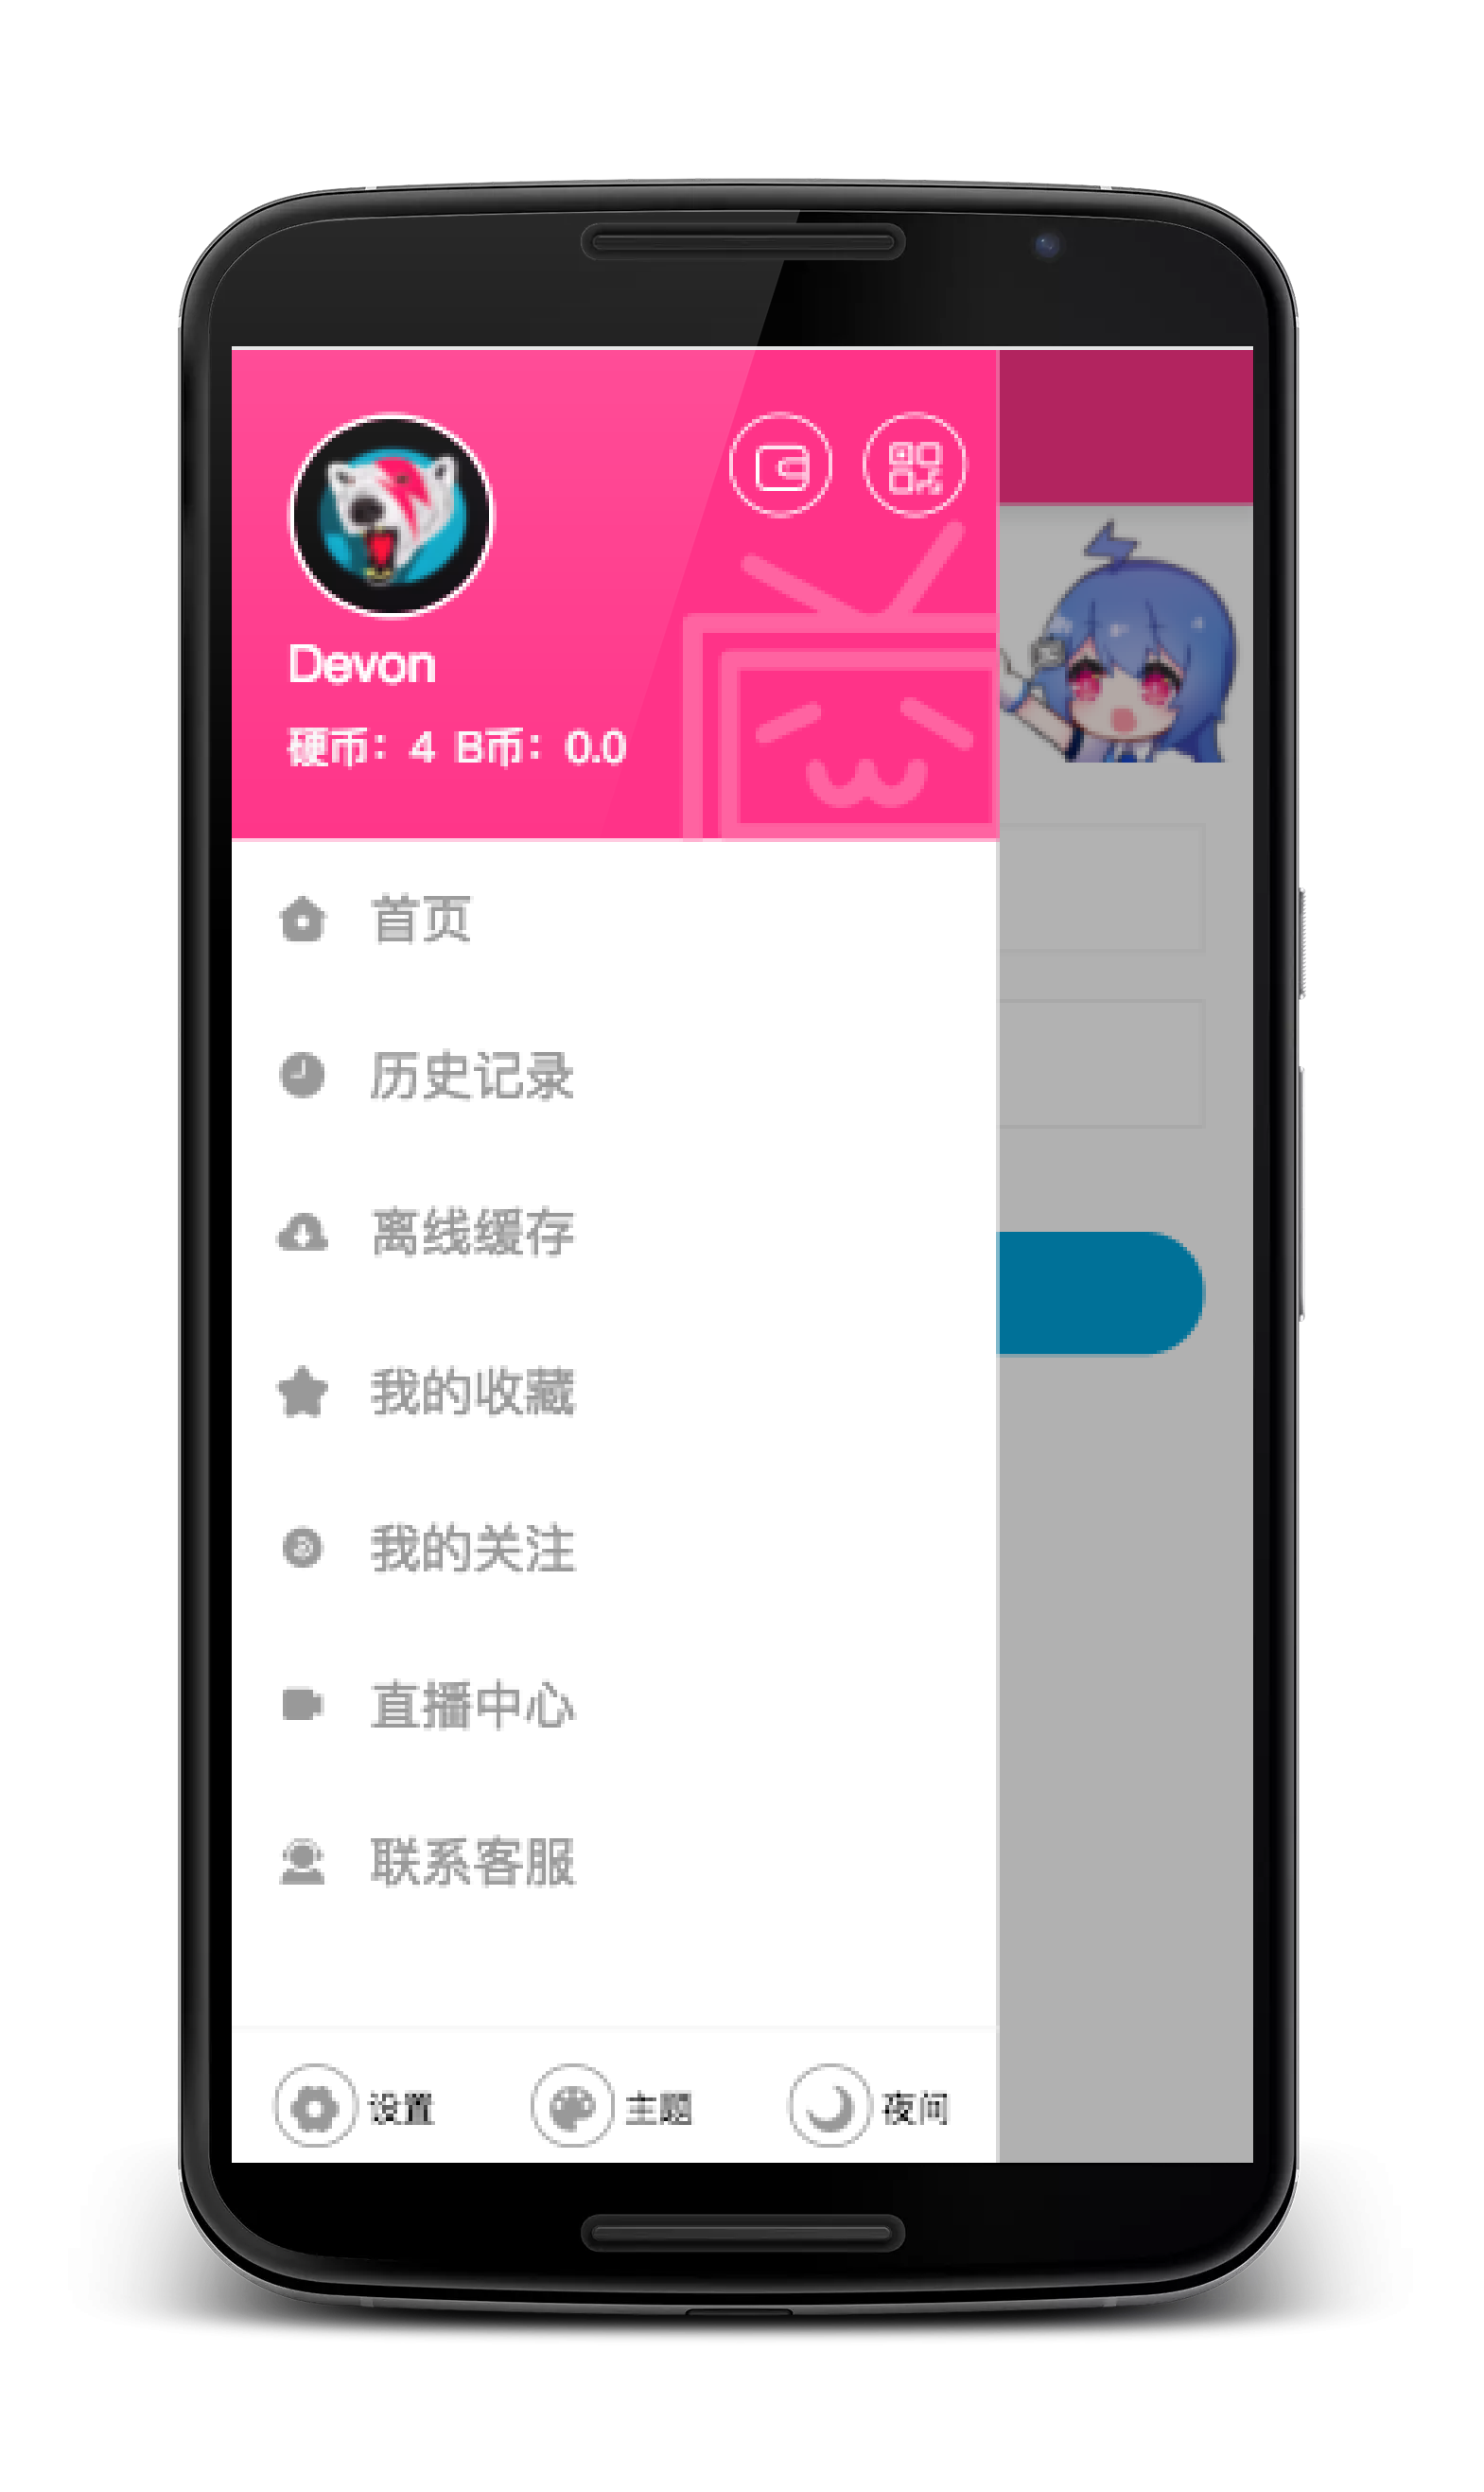 Devon
硬币：4 B币：0.0
首页
历史记录
离线缓存
我的收藏
我的关注
直播中心
联系客服
设置 主题 夜间